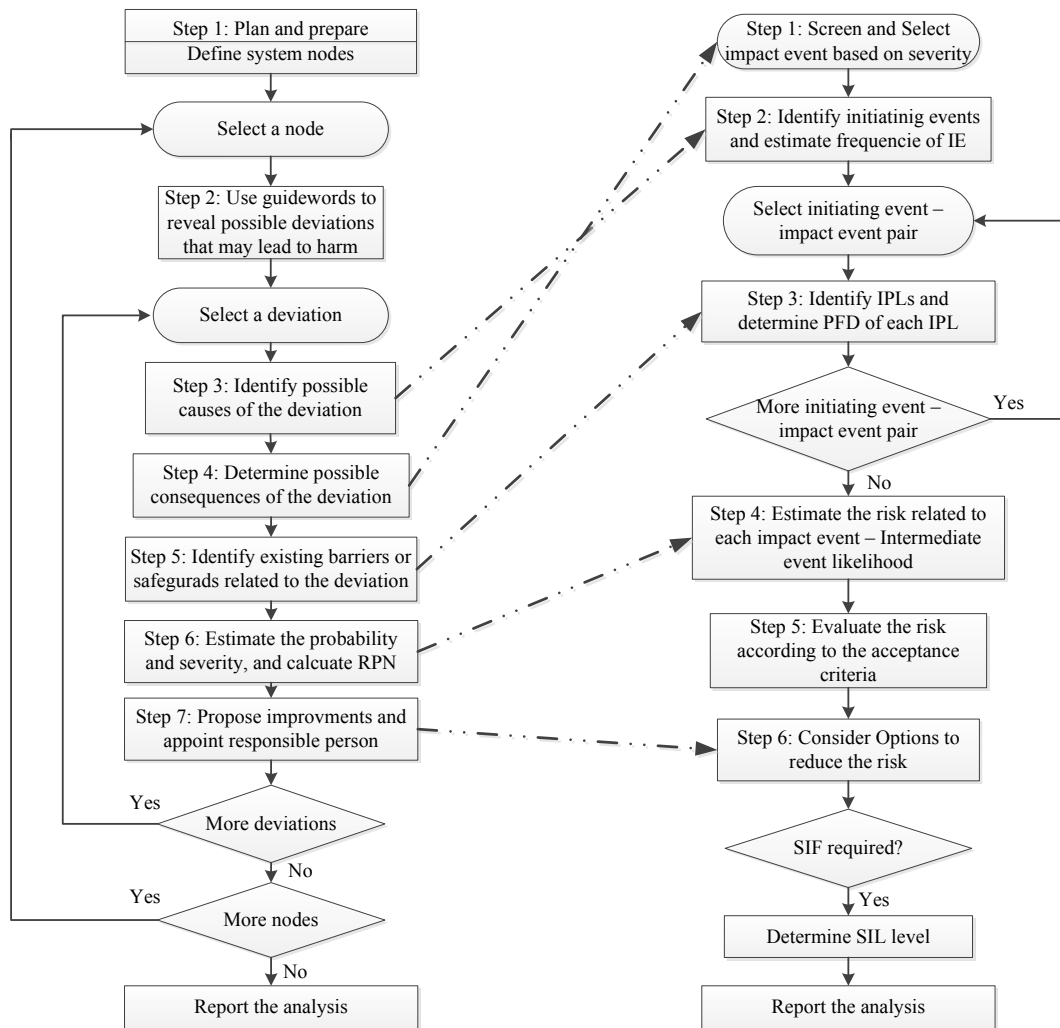 Step 1: Plan and prepare
Define system nodes
Select a node
Step 2: Use guidewords to
reveal possible deviations
that may lead to harm
Select a deviation
Step 3: Identify possible
causes of the deviation
Step 4: Determine possible
consequences of the deviation
Step 5: Identify existing barriers or
safegurads related to the deviation
Step 6: Estimate the probability
and severity, and calcuate RPN
Step 7: Propose improvments and
appoint responsible person
Yes
More deviations
No
Yes
More nodes
No
Report the analysis
Step 1: Screen and Select
impact event based on severity
Step 2: Identify initiatinig events
and estimate frequencie of IE
Select initiating event –
impact event pair
Step 3: Identify IPLs and
determine PFD of each IPL
More initiating event –
impact event pair
Yes
No
Step 4: Estimate the risk related to
each impact event – Intermediate
event likelihood
Step 5: Evaluate the risk
according to the acceptance
criteria
Step 6: Consider Options to
reduce the risk
SIF required?
Yes
Determine SIL level
Report the analysis